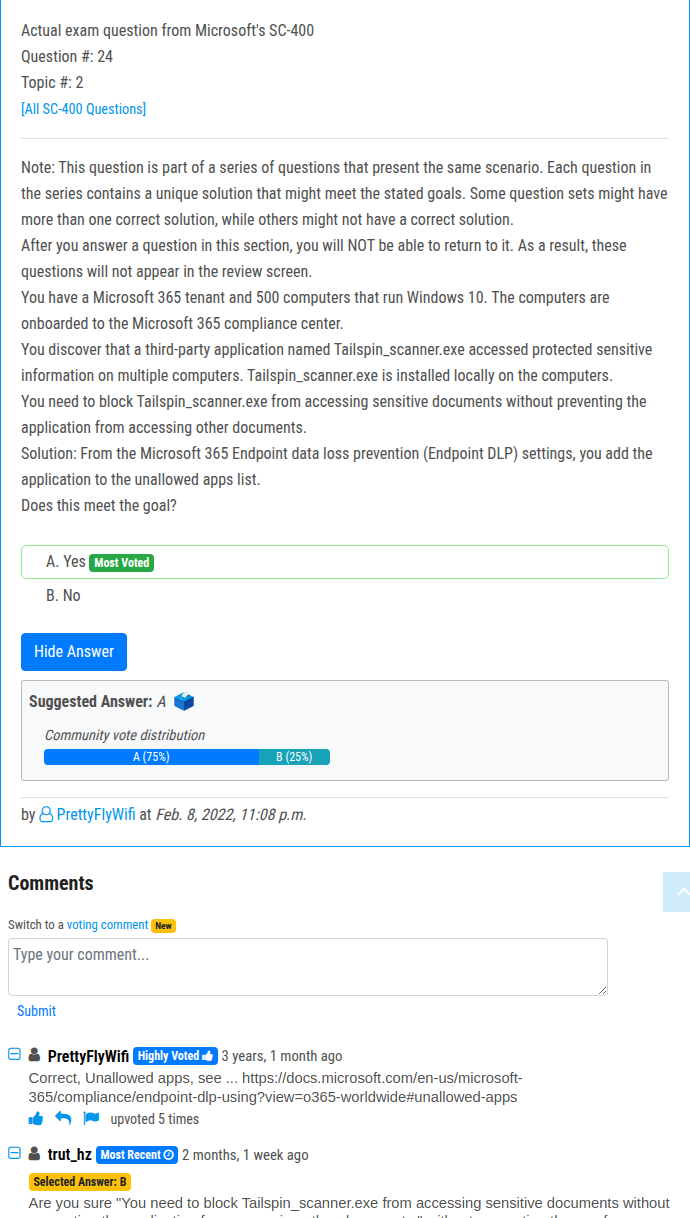 Actual exam question from Microsoft's SC-400
Question #: 24
Topic #: 2
[All SC-400 Questions]
Note: This question is part of a series of questions that present the same scenario. Each question in
the series contains a unique solution that might meet the stated goals. Some question sets might have
more than one correct solution, while others might not have a correct solution.
After you answer a question in this section, you will NOT be able to return to it. As a result, these
questions will not appear in the review screen.
You have a Microsoft 365 tenant and 500 computers that run Windows 10. The computers are
onboarded to the Microsoft 365 compliance center.
You discover that a third-party application named Tailspin_scanner.exe accessed protected sensitive
information on multiple computers. Tailspin_scanner.exe is installed locally on the computers.
You need to block Tailspin_scanner.exe from accessing sensitive documents without preventing the
application from accessing other documents.
Solution: From the Microsoft 365 Endpoint data loss prevention (Endpoint DLP) settings, you add the
application to the unallowed apps list.
Does this meet the goal?
A. Yes Most Voted
B. No
Hide Answer
Suggested Answer: A
Community vote distribution
A (75%) B (25%)
by PrettyFlyWifi at Feb. 8, 2022, 11:08 p.m.
Comments
Switch to a voting comment New
Type your comment...
Submit
PrettyFlyWifi Highly Voted 3 years, 1 month ago
Correct, Unallowed apps, see ... https://docs.microsoft.com/en-us/microsoft-
365/compliance/endpoint-dlp-using?view=o365-worldwide#unallowed-apps
upvoted 5 times
trut_hz Most Recent 2 months, 1 week ago
Selected Answer: B
Are you sure "You need to block Tailspin_scanner.exe from accessing sensitive documents without